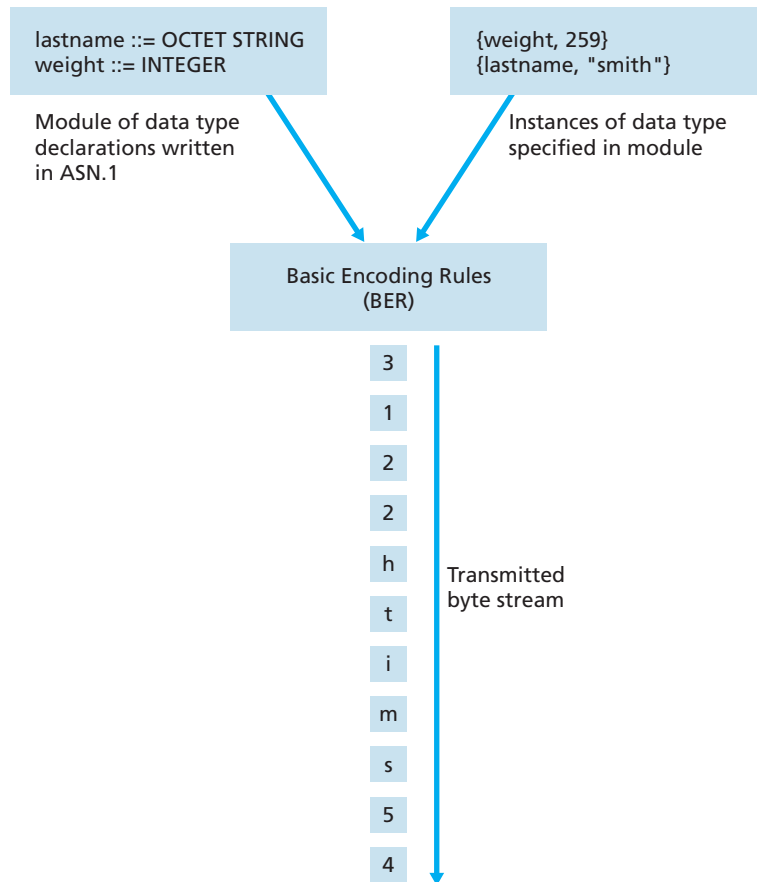 lastname ::= OCTET STRING
weight ::= INTEGER
{weight, 259}
{lastname, "smith"}
Module of data type
declarations written
in ASN.1
Instances of data type
specified in module
Basic Encoding Rules
(BER)
3
1
2
2
h
t
i
m
s
5
4
Transmitted
byte stream